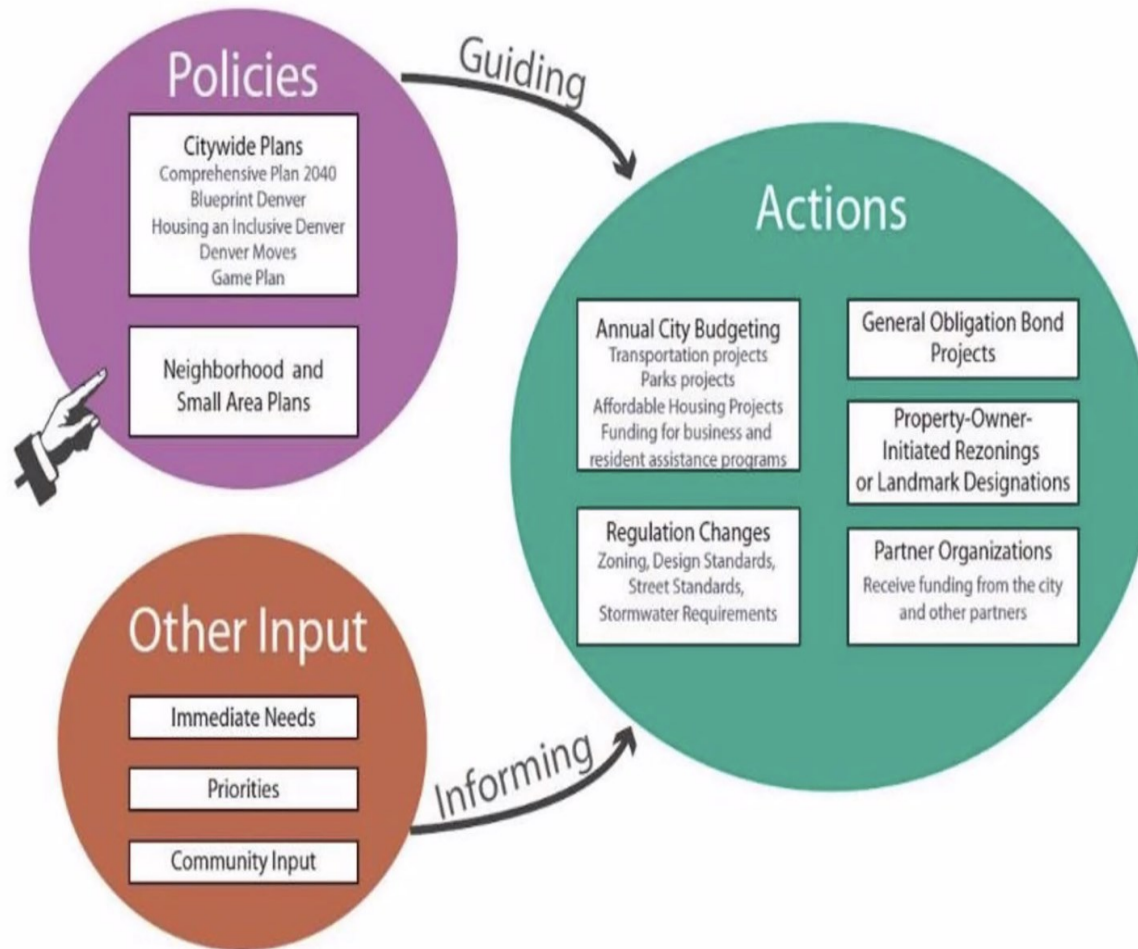 Policies
Citywide Plans
Comprehensive Plan 2040
Blueprint Denver
Housing an Inclusive Denver
Denver Moves
Game Plan
Neighborhood and
Small Area Plans
Guiding
Other Input
Immediate Needs
Priorities
Community Input
Informing
Actions
Annual City Budgeting
Transportation projects
Parks projects
Affordable Housing Projects
Funding for business and
resident assistance programs
Regulation Changes
Zoning, Design Standards,
Street Standards,
Stormwater Requirements
General Obligation Bond
Projects
Property-Owner-
Initiated Rezonings
or Landmark Designations
Partner Organizations
Receive funding from the city
and other partners